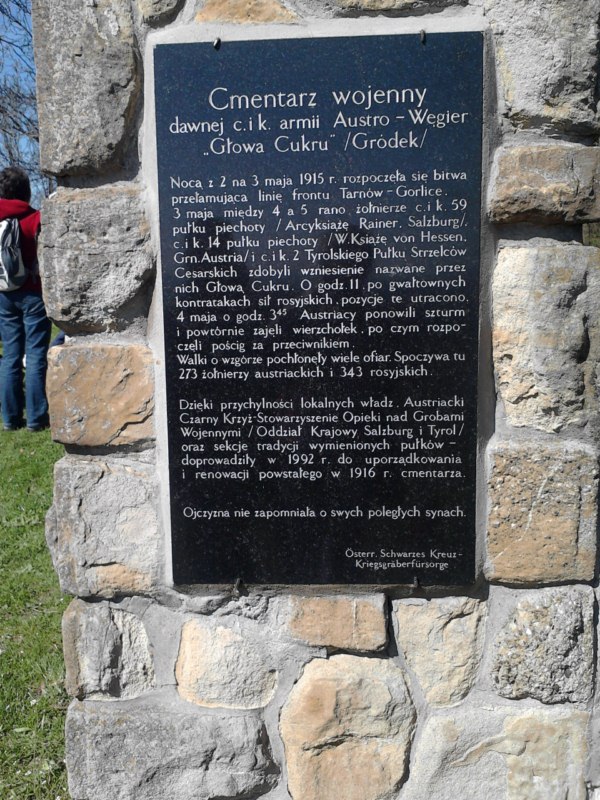 Cmentarz wojenny
dawnej c.i k. armii Austro-Węgier
„Głowa Cukru" /Gródek/
Nocą z 2 na 3 maja 1915 r. rozpoczęła się bitwa
przełamująca linię frontu Tarnów-Gorlice.
3 maja między 4 a 5 rano, żołnierze c.i k. 59
pułku piechoty /Arcyksiążę Rainer, Salzburg/,
c.i k. 14 pułku piechoty /W.Książę von Hessen,
Grn.Austria/ i c.i k. 2 Tyrolskiego Pułku Strzelców
Cesarskich zdobyli wzniesienie nazwane przez
nich Głową Cukru. O godz. 11, po gwałtownych
kontratakach sił rosyjskich, pozycje te utracono.
4 maja o godz. 3⁴⁵ Austriacy ponowili szturm
i powtórnie zajęli wierzchołek, po czym rozpo-
częli pościg za przeciwnikiem.
Walki o wzgórze pochłonęły wiele ofiar. Spoczywa tu
273 żołnierzy austriackich i 343 rosyjskich.
Dzięki przychylności lokalnych władz, Austriacki
Czarny Krzyż-Stowarzyszenie Opieki nad Grobami
Wojennymi /Oddział Krajowy Salzburg i Tyrol/
oraz sekcje tradycji wymienionych pułków-
doprowadziły w 1992 r. do uporządkowania
i renowacji powstałego w 1916 r. cmentarza.
Ojczyzna nie zapomniała o swych poległych synach.
Österr. Schwarzes Kreuz-
Kriegsgräberfürsorge